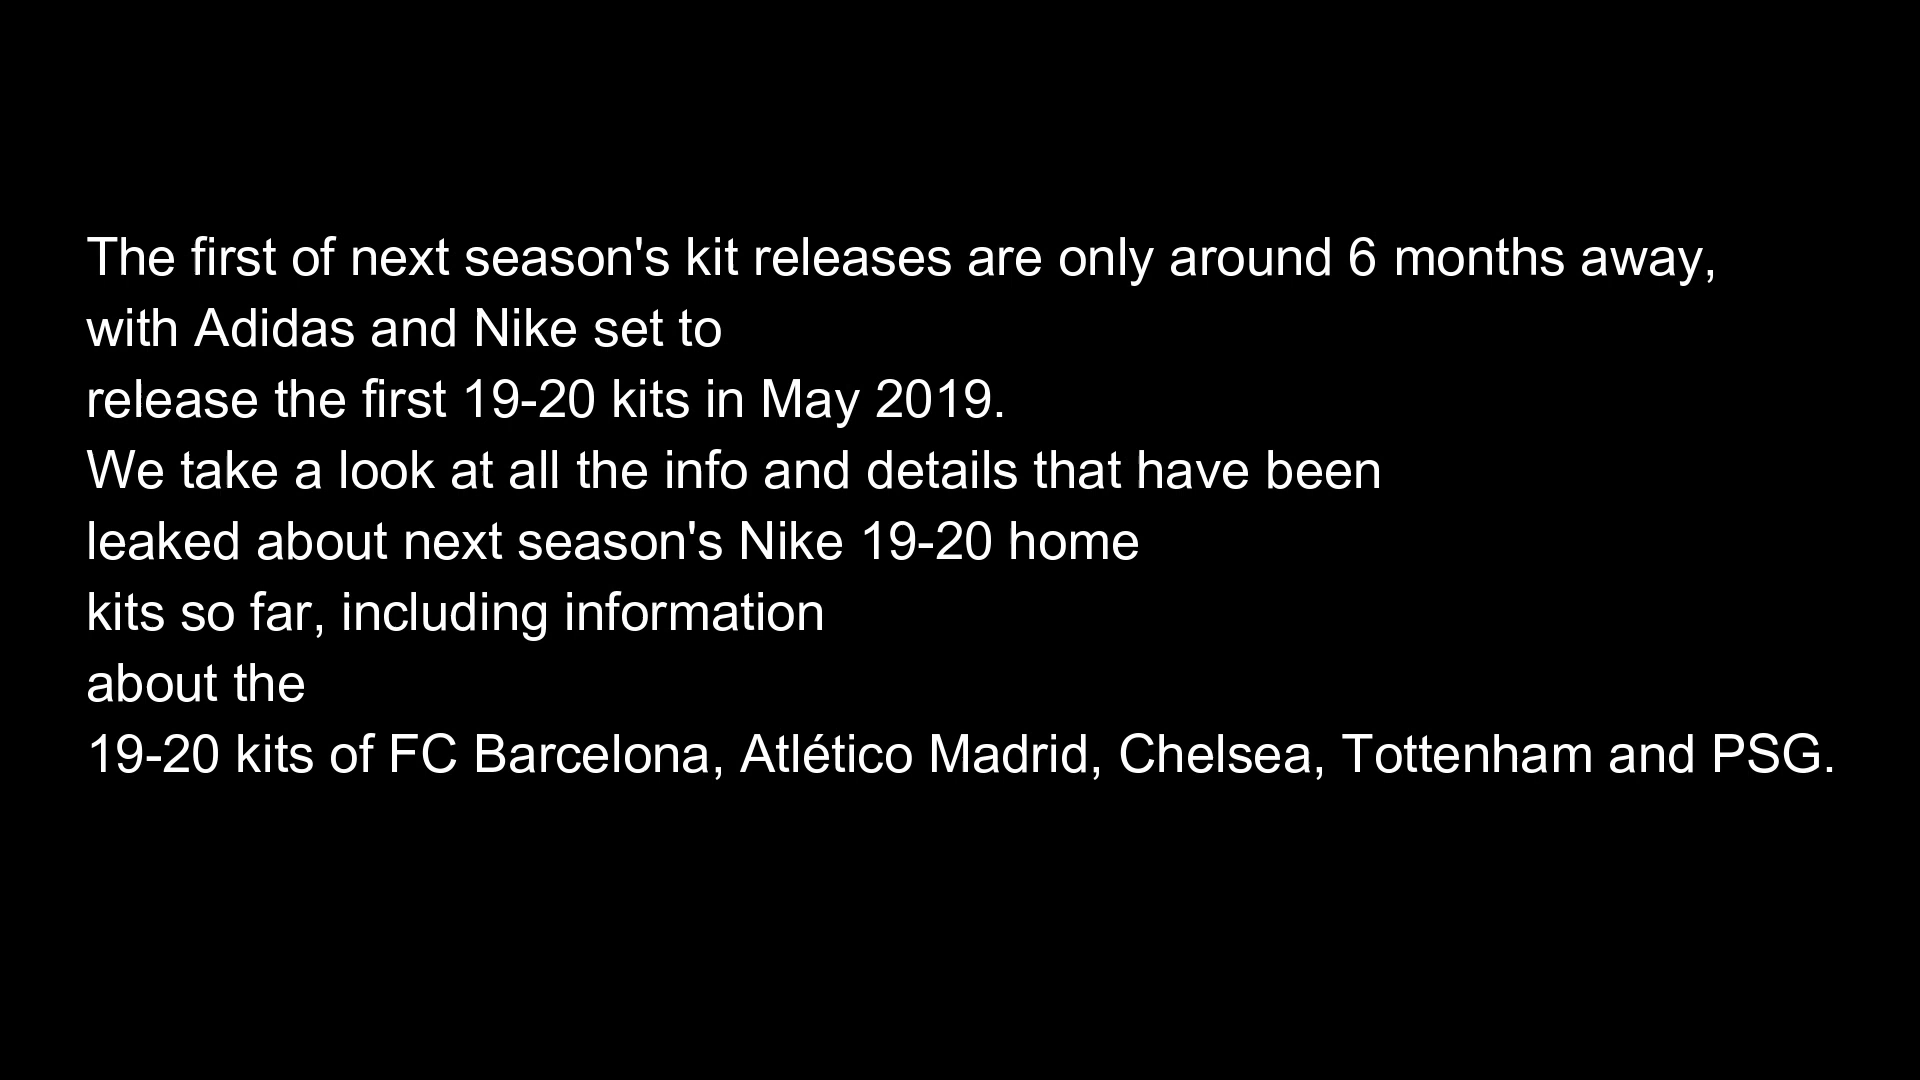 The first of next season's kit releases are only around 6 months away,
with Adidas and Nike set to
release the first 19-20 kits in May 2019.
We take a look at all the info and details that have been
leaked about next season's Nike 19-20 home
kits so far, including information
about the
19-20 kits of FC Barcelona, Atlético Madrid, Chelsea, Tottenham and PSG.